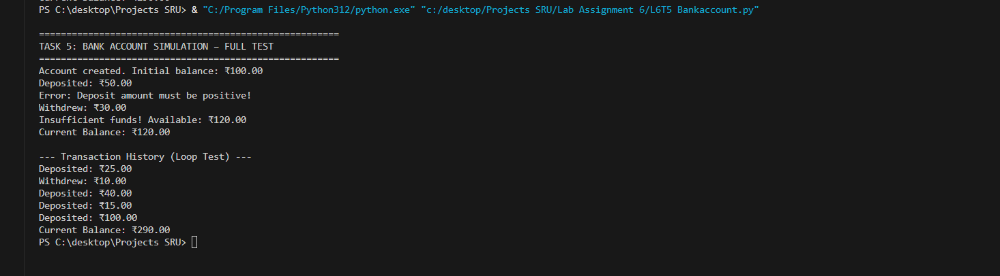 PS C:\desktop\Projects SRU> & "C:/Program Files/Python312/python.exe" "c:/desktop/Projects SRU/Lab Assignment 6/L6T5 Bankaccount.py"
=======================================================
TASK 5: BANK ACCOUNT SIMULATION – FULL TEST
=======================================================
Account created. Initial balance: ₹100.00
Deposited: ₹50.00
Error: Deposit amount must be positive!
Withdrew: ₹30.00
Insufficient funds! Available: ₹120.00
Current Balance: ₹120.00
--- Transaction History (Loop Test) ---
Deposited: ₹25.00
Withdrew: ₹10.00
Deposited: ₹40.00
Deposited: ₹15.00
Deposited: ₹100.00
Current Balance: ₹290.00
PS C:\desktop\Projects SRU>